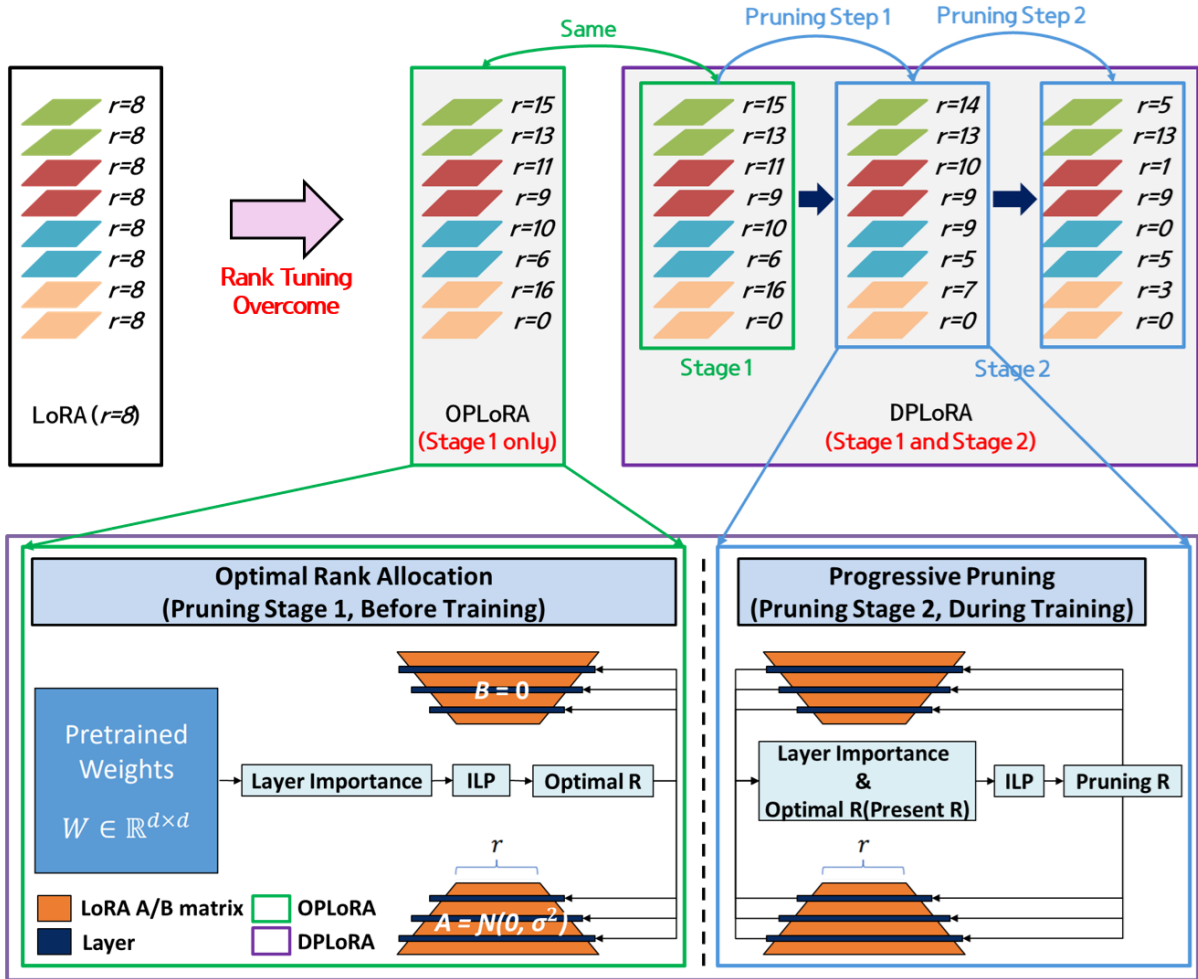 Same
Pruning Step 1
Pruning Step 2
r=8
r=8
r=8
r=8
r=8
r=8
r=8
r=8
LoRA (r=8)
Rank Tuning
Overcome
r=15
r=13
r=11
r=9
r=10
r=6
r=16
r=0
OPLoRA
(Stage 1 only)
r=15
r=13
r=11
r=9
r=10
r=6
r=16
r=0
Stage 1
r=14
r=13
r=10
r=9
r=9
r=5
r=7
r=0
r=5
r=13
r=1
r=9
r=0
r=5
r=3
r=0
Stage 2
DPLoRA
(Stage 1 and Stage 2)
Optimal Rank Allocation
(Pruning Stage 1, Before Training)
B = 0
Pretrained
Weights
W ∈ ℝ^{d×d}
Layer Importance
ILP
Optimal R
r
A = N(0, σ²)
LoRA A/B matrix
OPLoRA
Layer
DPLoRA
Progressive Pruning
(Pruning Stage 2, During Training)
Layer Importance
&
Optimal R(Present R)
ILP
Pruning R
r